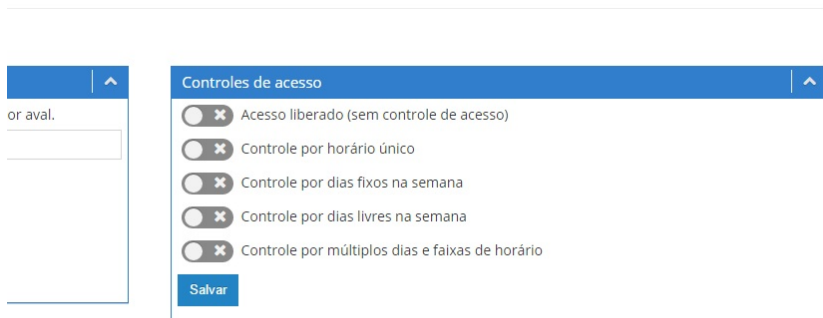 Controles de acesso
or aval.
Acesso liberado (sem controle de acesso)
Controle por horário único
Controle por dias fixos na semana
Controle por dias livres na semana
Controle por múltiplos dias e faixas de horário
Salvar